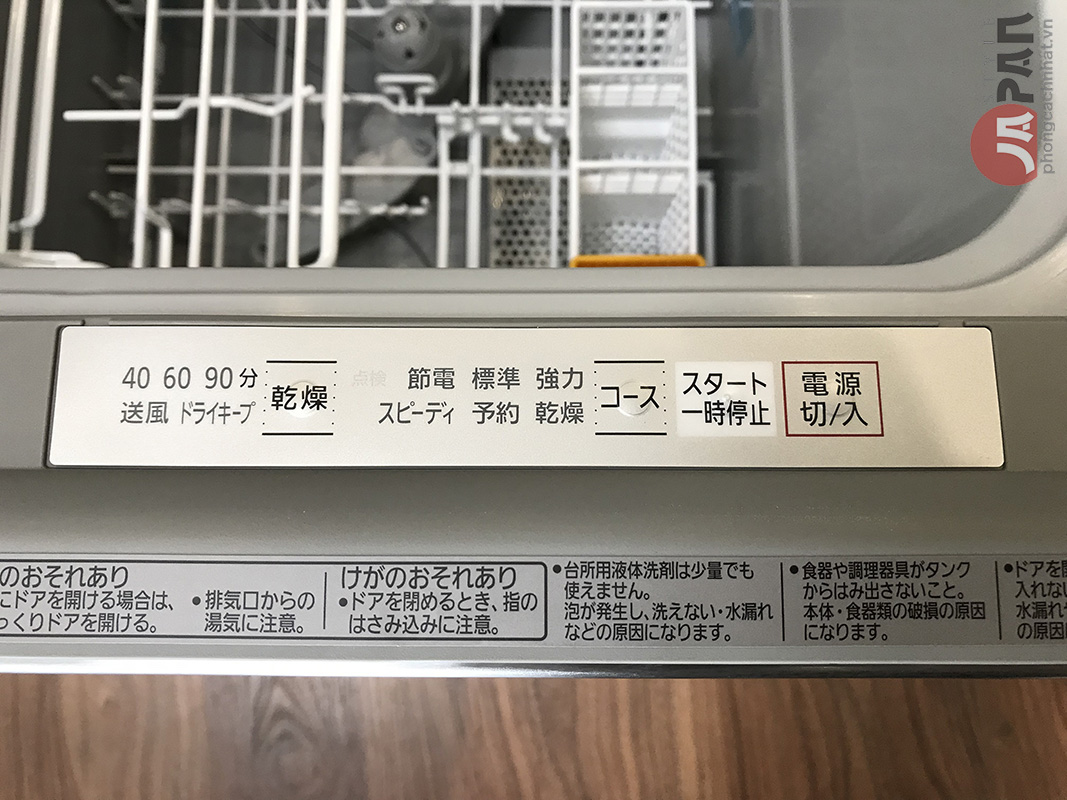 JAPAN
phongcachnhat.vn
40 60 90分
送風 ドライキープ
乾燥
点検 節電 標準 強力
スピーディ 予約 乾燥
コース
スタート
一時停止
電源
切/入
のおそれあり
にドアを開ける場合は、
っくりドアを開ける。
•排気口からの
湯気に注意。
けがのおそれあり
•ドアを閉めるとき、指の
はさみ込みに注意。
•台所用液体洗剤は少量でも
使えません。
泡が発生し、洗えない・水漏れ
などの原因になります。
•食器や調理器具がタンク
からはみ出さないこと。
本体・食器類の破損の原因
になります。
•ドアを
入れない
水漏れ
の原因